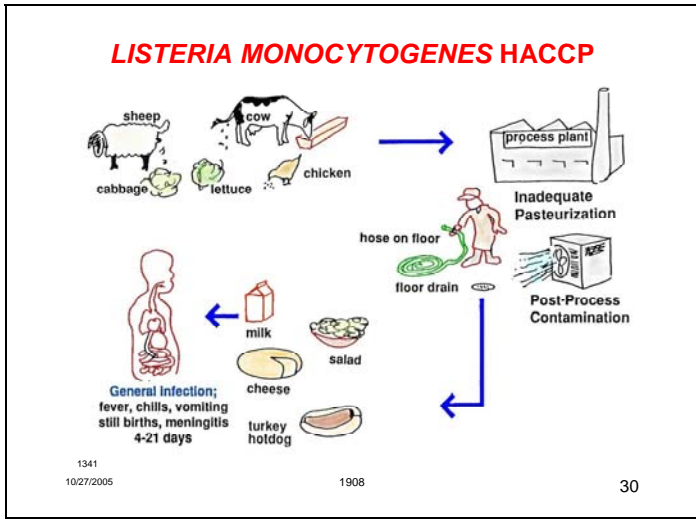 LISTERIA MONOCYTOGENES HACCP
sheep
cow
cabbage
lettuce
chicken
process plant
Inadequate
Pasteurization
hose on floor
floor drain
Post-Process
Contamination
milk
salad
cheese
turkey
hotdog
General Infection;
fever, chills, vomiting
still births, meningitis
4-21 days
1341
10/27/2005
1908
30